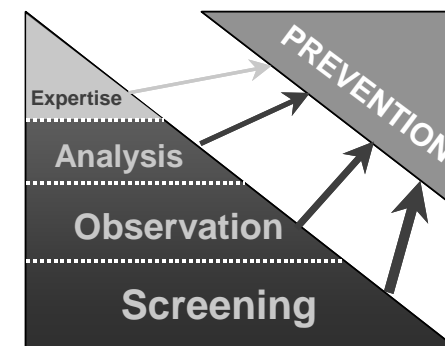 PREVENTION
Expertise
Analysis
Observation
Screening